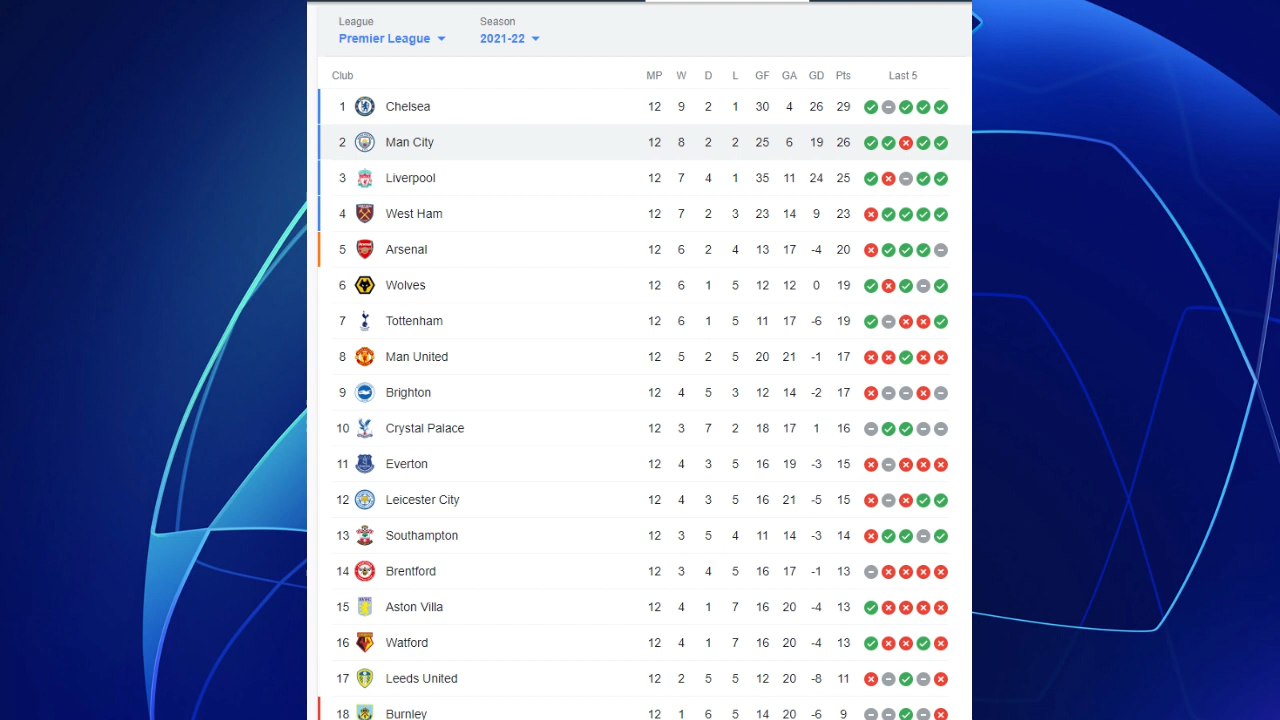 League Season
Premier League 2021-22
Club MP W D L GF GA GD Pts Last 5
1 Chelsea 12 9 2 1 30 4 26 29
2 Man City 12 8 2 2 25 6 19 26
3 Liverpool 12 7 4 1 35 11 24 25
4 West Ham 12 7 2 3 23 14 9 23
5 Arsenal 12 6 2 4 13 17 -4 20
6 Wolves 12 6 1 5 12 12 0 19
7 Tottenham 12 6 1 5 11 17 -6 19
8 Man United 12 5 2 5 20 21 -1 17
9 Brighton 12 4 5 3 12 14 -2 17
10 Crystal Palace 12 3 7 2 18 17 1 16
11 Everton 12 4 3 5 16 19 -3 15
12 Leicester City 12 4 3 5 16 21 -5 15
13 Southampton 12 3 5 4 11 14 -3 14
14 Brentford 12 3 4 5 16 17 -1 13
15 Aston Villa 12 4 1 7 16 20 -4 13
16 Watford 12 4 1 7 16 20 -4 13
17 Leeds United 12 2 5 5 12 20 -8 11
18 Burnley 12 1 6 5 14 20 -6 9